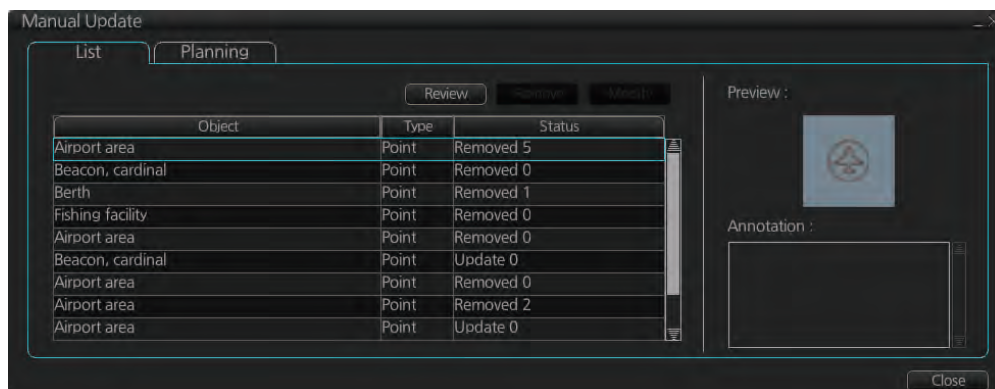 Manual Update
List Planning
Review Remove Modify
Preview :
Object Type Status
Airport area Point Removed 5
Beacon, cardinal Point Removed 0
Berth Point Removed 1
Fishing facility Point Removed 0
Airport area Point Removed 0
Beacon, cardinal Point Update 0
Airport area Point Removed 0
Airport area Point Removed 2
Airport area Point Update 0
Annotation :
Close